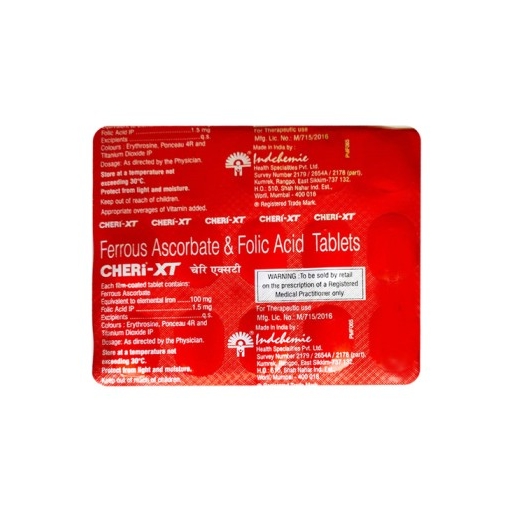 Folic Acid IP ........................ 1.5 mg
Excipients ........................ q.s.
Colours : Erythrosine, Ponceau 4R and
Titanium Dioxide IP
Dosage: As directed by the Physician.
Store at a temperature not
exceeding 30°C.
Protect from light and moisture.
Keep out of reach of children.
Appropriate overages of Vitamin added.
For Therapeutic use
Mfg. Lic. No.: M/715/2016
Made in India by :
Indchemie
Health Specialities Pvt. Ltd.
Survey Number 2179 / 2654A / 2178 (part),
Kumrek, Rangpo, East Sikkim-737 132.
H.O.: 510, Shah Nahar Ind. Est.,
Worli, Mumbai - 400 018
® Registered Trade Mark.
CHERI-XT CHERI-XT CHERI-XT CHERI-XT CHERI-XT
Ferrous Ascorbate & Folic Acid Tablets
CHERI-XT चेरि एक्सटी
Each film-coated tablet contains:
Ferrous Ascorbate
Equivalent to elemental Iron ......100 mg
Folic Acid IP ........................ 1.5 mg
Excipients ........................ q.s.
Colours : Erythrosine, Ponceau 4R and
Titanium Dioxide IP
Dosage: As directed by the Physician.
Store at a temperature not
exceeding 30°C.
Protect from light and moisture.
Keep out of reach of children.
WARNING : To be sold by retail
on the prescription of a Registered
Medical Practitioner only.
For Therapeutic use
Mfg. Lic. No.: M/715/2016
Made in India by :
Indchemie
Health Specialities Pvt. Ltd.
Survey Number 2179 / 2654A / 2178 (part),
Kumrek, Rangpo, East Sikkim-737 132.
H.O.: 510, Shah Nahar Ind. Est.,
Worli, Mumbai - 400 018